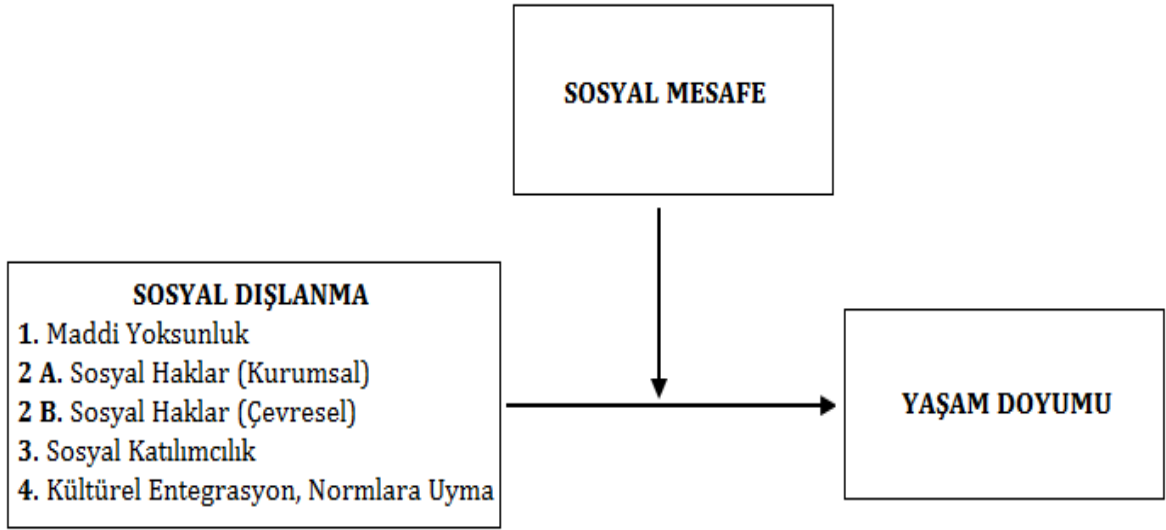 SOSYAL MESAFE
SOSYAL DIŞLANMA
1. Maddi Yoksunluk
2 A. Sosyal Haklar (Kurumsal)
2 B. Sosyal Haklar (Çevresel)
3. Sosyal Katılımcılık
4. Kültürel Entegrasyon, Normlara Uyma
YAŞAM DOYUMU